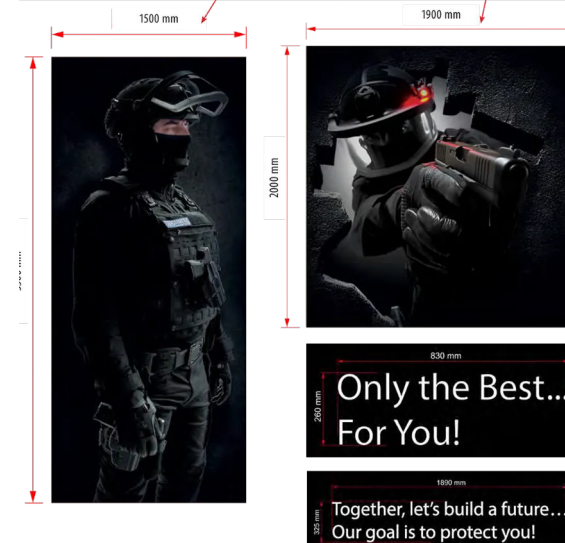 1500 mm
1900 mm
2000 mm
830 mm
260 mm
Only the Best...
For You!
1890 mm
325 mm
Together, let’s build a future...
Our goal is to protect you!